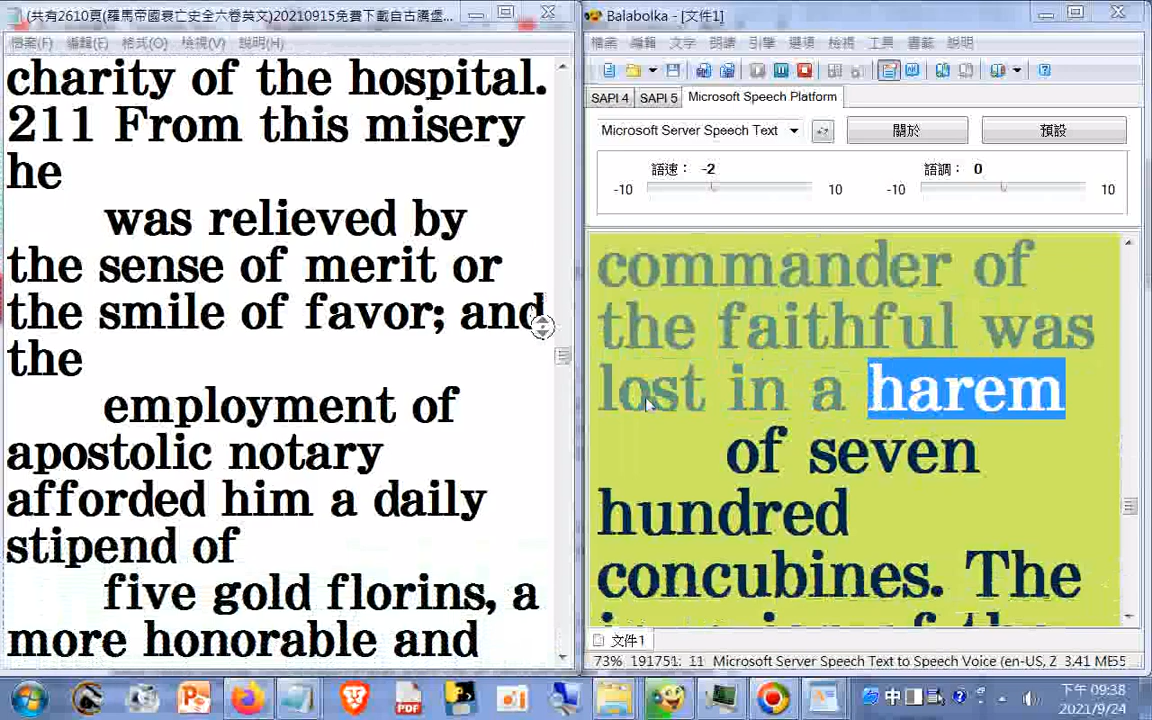 (共有2610頁(羅馬帝國衰亡史全六卷英文)20210915免費下載自古騰堡...
檔案(F) 編輯(E) 格式(O) 檢視(V) 說明(H)
charity of the hospital.
211 From this misery
he
was relieved by
the sense of merit or
the smile of favor; and
the
employment of
apostolic notary
afforded him a daily
stipend of
five gold florins, a
more honorable and
Balabolka - [文件1]
檔案 編輯 文字 朗讀 引擎 選項 檢視 工具 書籤 說明
SAPI 4 SAPI 5 Microsoft Speech Platform
Microsoft Server Speech Text 關於 預設
語速： -2 語調： 0
-10 10 -10 10
commander of
the faithful was
lost in a harem
of seven
hundred
concubines. The
文件1
73% 191751: 11 Microsoft Server Speech Text to Speech Voice (en-US, Z 3.41 MB
中
下午 09:38
2021/9/24